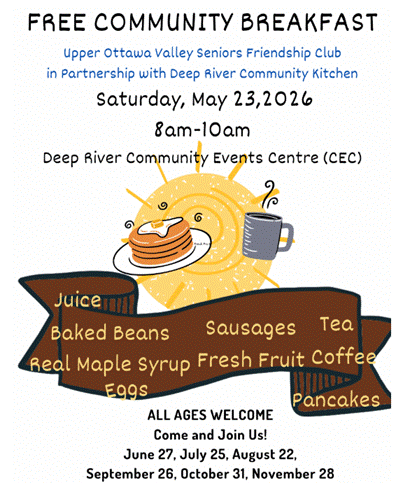 FREE COMMUNITY BREAKFAST
Upper Ottawa Valley Seniors Friendship Club
in Partnership with Deep River Community Kitchen
Saturday, May 23,2026
8am-10am
Deep River Community Events Centre (CEC)
Juice
Baked Beans
Sausages
Tea
Real Maple Syrup
Fresh Fruit
Coffee
Eggs
Pancakes
ALL AGES WELCOME
Come and Join Us!
June 27, July 25, August 22,
September 26, October 31, November 28